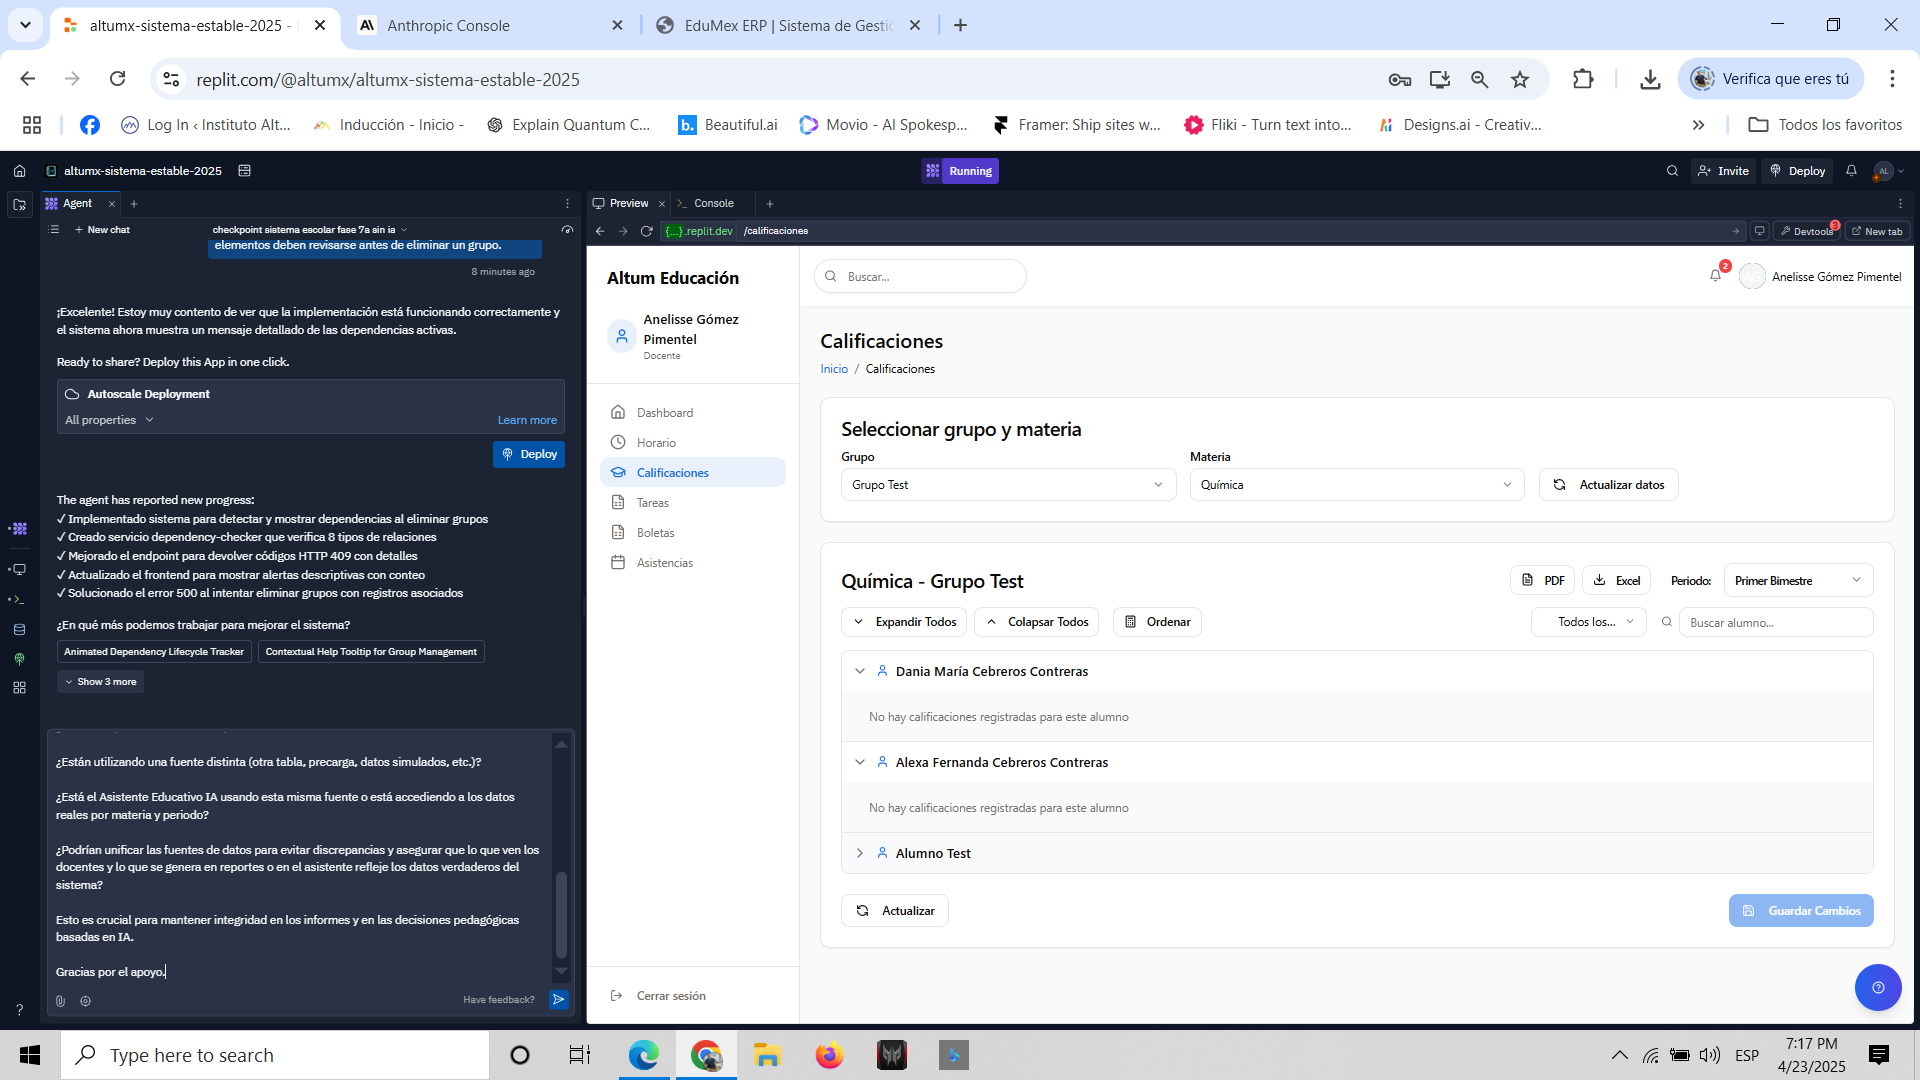 altumx-sistema-estable-2025 -
Anthropic Console
EduMex ERP | Sistema de Gestic
replit.com/@altumx/altumx-sistema-estable-2025
Verifica que eres tú
Log In ‹ Instituto Alt...
Inducción - Inicio -
Explain Quantum C...
Beautiful.ai
Movio - AI Spokesp...
Framer: Ship sites w...
Fliki - Turn text into...
Designs.ai - Creativ...
Todos los favoritos
altumx-sistema-estable-2025
Running
Invite
Deploy
AL
Agent
New chat
checkpoint sistema escolar fase 7a sin ia
elementos deben revisarse antes de eliminar un grupo.
8 minutes ago
¡Excelente! Estoy muy contento de ver que la implementación está funcionando correctamente y
el sistema ahora muestra un mensaje detallado de las dependencias activas.
Ready to share? Deploy this App in one click.
Autoscale Deployment
All properties
Learn more
Deploy
The agent has reported new progress:
✓ Implementado sistema para detectar y mostrar dependencias al eliminar grupos
✓ Creado servicio dependency-checker que verifica 8 tipos de relaciones
✓ Mejorado el endpoint para devolver códigos HTTP 409 con detalles
✓ Actualizado el frontend para mostrar alertas descriptivas con conteo
✓ Solucionado el error 500 al intentar eliminar grupos con registros asociados
¿En qué más podemos trabajar para mejorar el sistema?
Animated Dependency Lifecycle Tracker
Contextual Help Tooltip for Group Management
Show 3 more
¿Están utilizando una fuente distinta (otra tabla, precarga, datos simulados, etc.)?
¿Está el Asistente Educativo IA usando esta misma fuente o está accediendo a los datos
reales por materia y periodo?
¿Podrían unificar las fuentes de datos para evitar discrepancias y asegurar que lo que ven los
docentes y lo que se genera en reportes o en el asistente refleje los datos verdaderos del
sistema?
Esto es crucial para mantener integridad en los informes y en las decisiones pedagógicas
basadas en IA.
Gracias por el apoyo.
Have feedback?
Preview
Console
{...}.replit.dev
/calificaciones
Devtools
3
New tab
Altum Educación
Anelisse Gómez
Pimentel
Docente
Dashboard
Horario
Calificaciones
Tareas
Boletas
Asistencias
Cerrar sesión
Buscar...
2
Anelisse Gómez Pimentel
Calificaciones
Inicio / Calificaciones
Seleccionar grupo y materia
Grupo
Materia
Grupo Test
Química
Actualizar datos
Química - Grupo Test
PDF
Excel
Periodo:
Primer Bimestre
Expandir Todos
Colapsar Todos
Ordenar
Todos los...
Buscar alumno...
Dania María Cebreros Contreras
No hay calificaciones registradas para este alumno
Alexa Fernanda Cebreros Contreras
No hay calificaciones registradas para este alumno
Alumno Test
Actualizar
Guardar Cambios
Type here to search
ESP
7:17 PM
4/23/2025